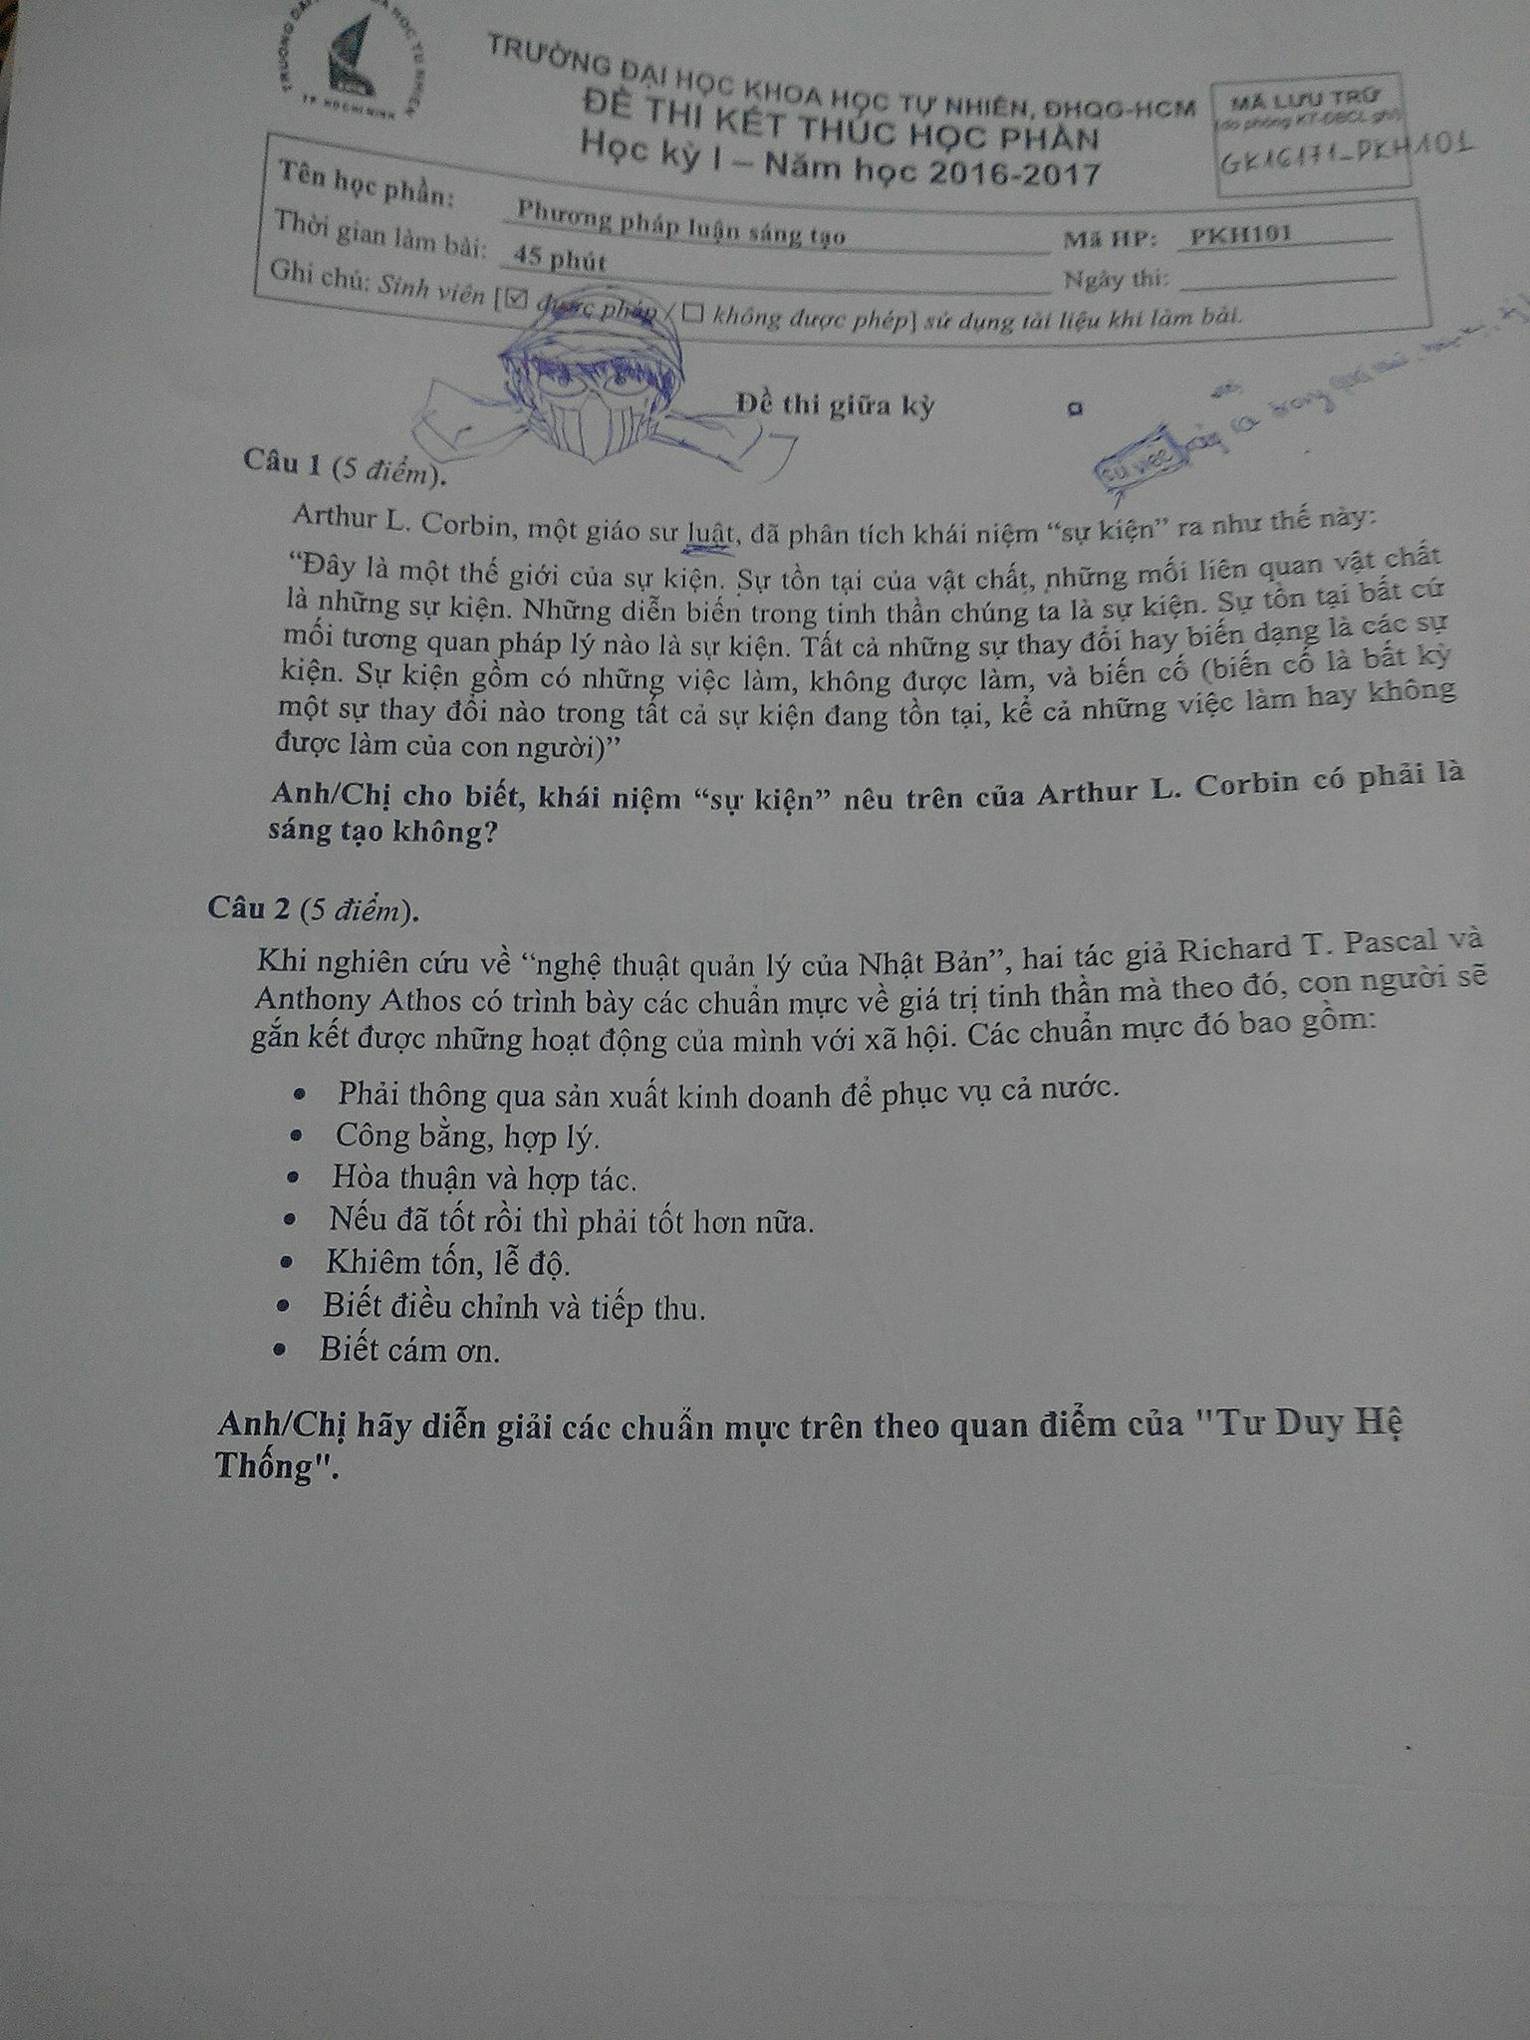 TRƯỜNG ĐẠI HỌC KHOA HỌC TỰ NHIÊN, ĐHQG-HCM
ĐỀ THI KẾT THÚC HỌC PHẦN
Học kỳ I – Năm học 2016-2017
MÃ LƯU TRỮ
(do phòng KT-ĐBCL ghi)
GK16171_PKH101
TP. HỒ CHÍ MINH
Tên học phần: Phương pháp luận sáng tạo Mã HP: PKH101
Thời gian làm bài: 45 phút Ngày thi:
Ghi chú: Sinh viên [☑ được phép / ☐ không được phép] sử dụng tài liệu khi làm bài.
Đề thi giữa kỳ
sự việc xảy ra trong
Câu 1 (5 điểm).
Arthur L. Corbin, một giáo sư luật, đã phân tích khái niệm “sự kiện” ra như thế này:
“Đây là một thế giới của sự kiện. Sự tồn tại của vật chất, những mối liên quan vật chất
là những sự kiện. Những diễn biến trong tinh thần chúng ta là sự kiện. Sự tồn tại bất cứ
mối tương quan pháp lý nào là sự kiện. Tất cả những sự thay đổi hay biến dạng là các sự
kiện. Sự kiện gồm có những việc làm, không được làm, và biến cố (biến cố là bất kỳ
một sự thay đổi nào trong tất cả sự kiện đang tồn tại, kể cả những việc làm hay không
được làm của con người)”
Anh/Chị cho biết, khái niệm “sự kiện” nêu trên của Arthur L. Corbin có phải là
sáng tạo không?
Câu 2 (5 điểm).
Khi nghiên cứu về “nghệ thuật quản lý của Nhật Bản”, hai tác giả Richard T. Pascal và
Anthony Athos có trình bày các chuẩn mực về giá trị tinh thần mà theo đó, con người sẽ
gắn kết được những hoạt động của mình với xã hội. Các chuẩn mực đó bao gồm:
• Phải thông qua sản xuất kinh doanh để phục vụ cả nước.
• Công bằng, hợp lý.
• Hòa thuận và hợp tác.
• Nếu đã tốt rồi thì phải tốt hơn nữa.
• Khiêm tốn, lễ độ.
• Biết điều chỉnh và tiếp thu.
• Biết cám ơn.
Anh/Chị hãy diễn giải các chuẩn mực trên theo quan điểm của "Tư Duy Hệ
Thống".